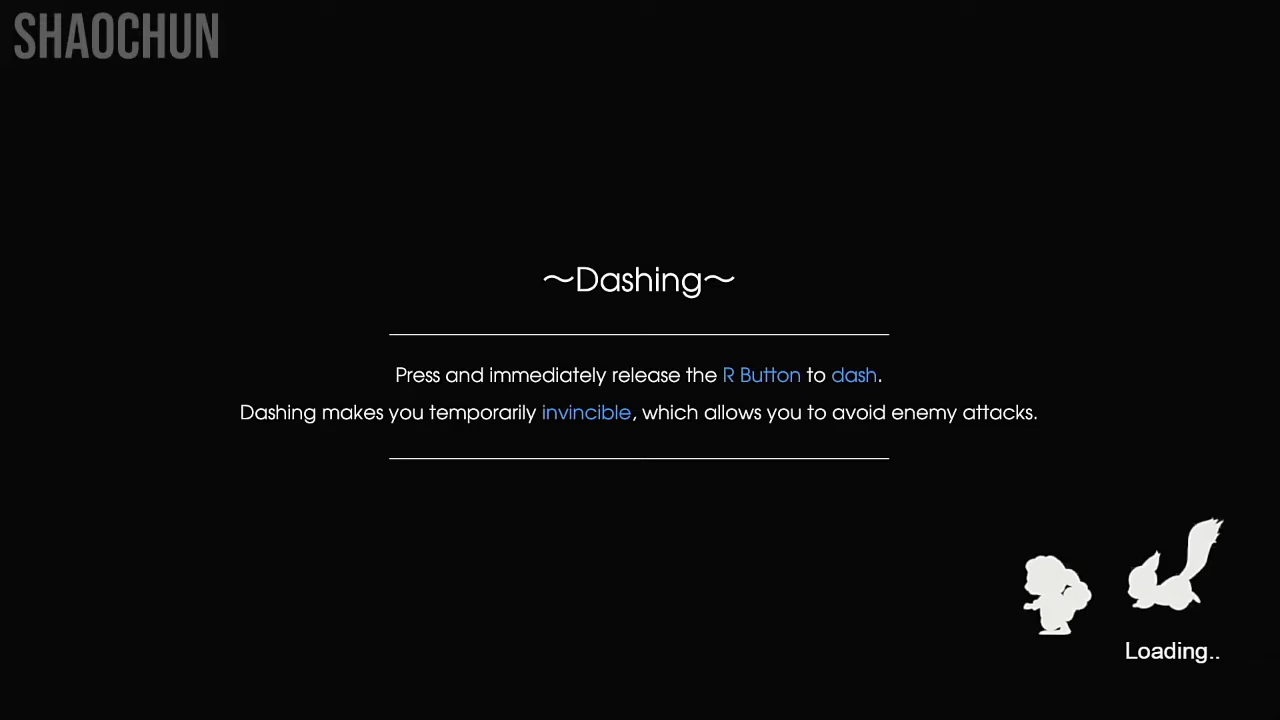 SHAOCHUN
～Dashing～
Press and immediately release the R Button to dash.
Dashing makes you temporarily invincible, which allows you to avoid enemy attacks.
Loading..